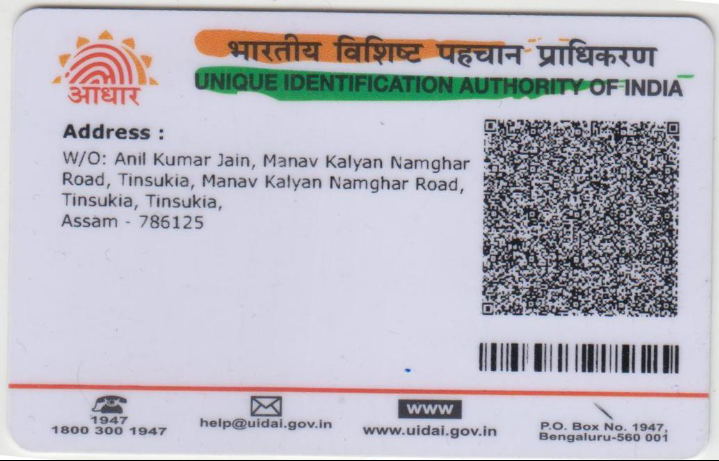 भारतीय विशिष्ट पहचान प्राधिकरण
UNIQUE IDENTIFICATION AUTHORITY OF INDIA
आधार
Address :
W/O: Anil Kumar Jain, Manav Kalyan Namghar
Road, Tinsukia, Manav Kalyan Namghar Road,
Tinsukia, Tinsukia,
Assam - 786125
1947
1800 300 1947
help@uidai.gov.in
WWW
www.uidai.gov.in
P.O. Box No. 1947,
Bengaluru-560 001